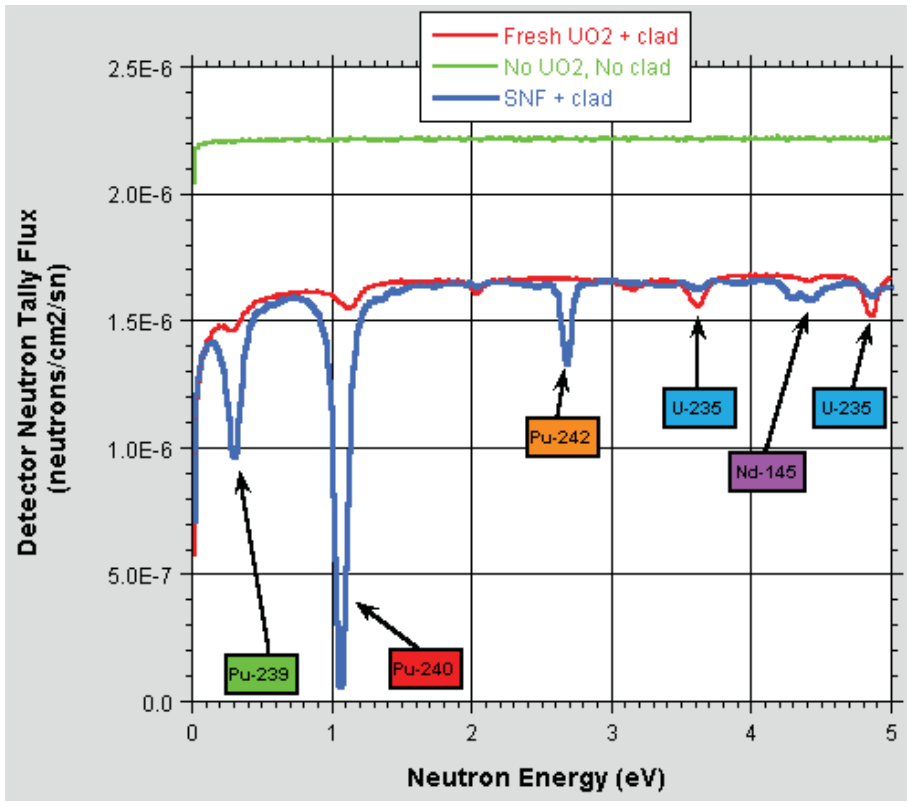 Fresh UO2 + clad
No UO2, No clad
SNF + clad
2.5E-6
2.0E-6
1.5E-6
1.0E-6
5.0E-7
0.0
Detector Neutron Tally Flux
(neutrons/cm2/sn)
Pu-239
Pu-240
Pu-242
U-235
Nd-145
U-235
0
1
2
3
4
5
Neutron Energy (eV)